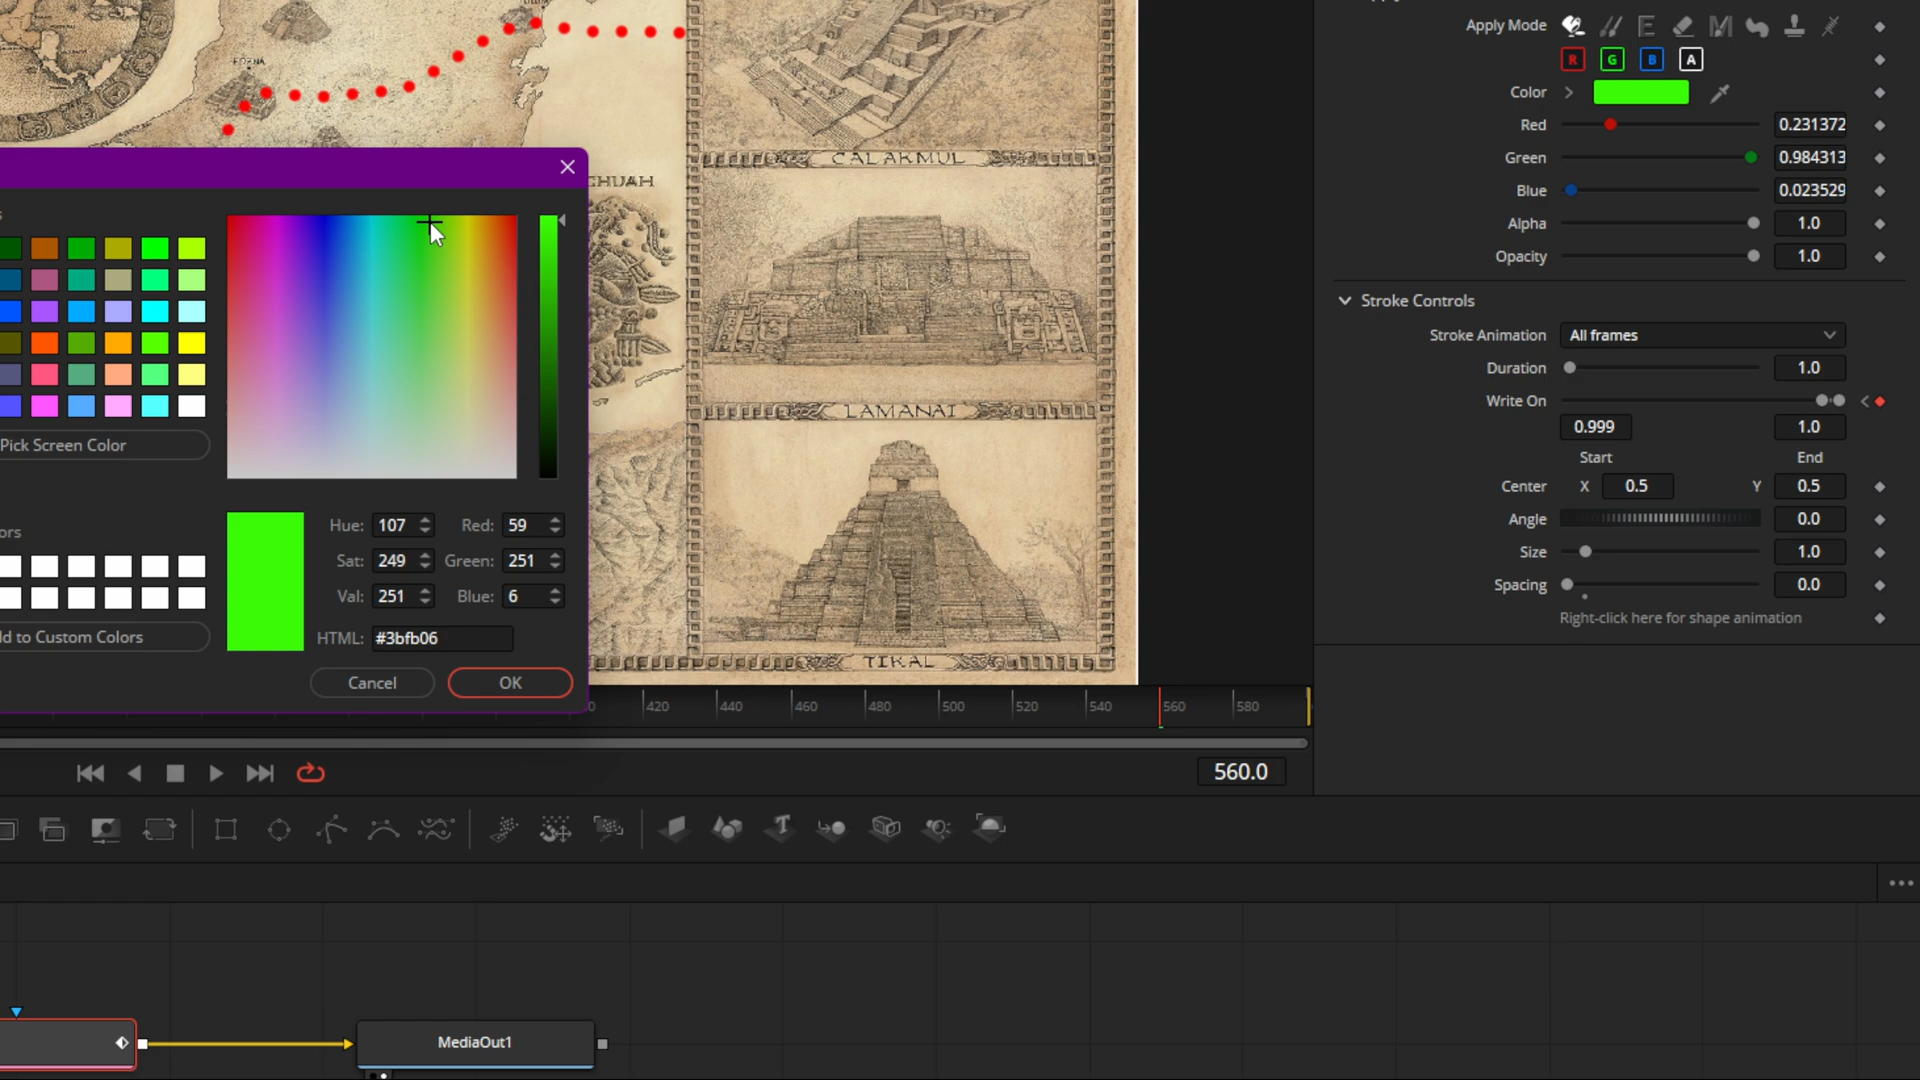 Apply Mode
R G B A
Color
Red 0.231372
Green 0.984313
Blue 0.023529
Alpha 1.0
Opacity 1.0
Stroke Controls
Stroke Animation All frames
Duration 1.0
Write On
0.999 1.0
Start End
Center X 0.5 Y 0.5
Angle 0.0
Size 1.0
Spacing 0.0
Right-click here for shape animation
CALAKMUL
LAMANAI
TIKAL
Pick Screen Color
Hue: 107 Red: 59
Sat: 249 Green: 251
Val: 251 Blue: 6
HTML: #3bfb06
to Custom Colors
Cancel OK
420 440 460 480 500 520 540 560 580
560.0
MediaOut1